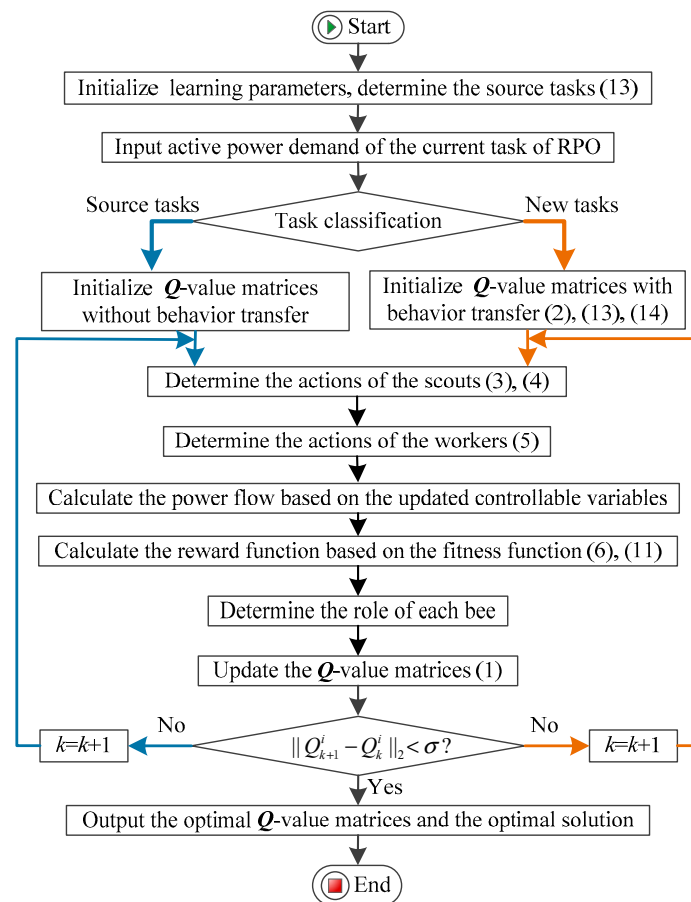 Start
Initialize learning parameters, determine the source tasks (13)
Input active power demand of the current task of RPO
Source tasks
New tasks
Task classification
Initialize Q-value matrices
without behavior transfer
Initialize Q-value matrices with
behavior transfer (2), (13), (14)
Determine the actions of the scouts (3), (4)
Determine the actions of the workers (5)
Calculate the power flow based on the updated controllable variables
Calculate the reward function based on the fitness function (6), (11)
Determine the role of each bee
Update the Q-value matrices (1)
No
No
k=k+1
|| Q^i_{k+1} − Q^i_k ||_2 < σ?
k=k+1
Yes
Output the optimal Q-value matrices and the optimal solution
End